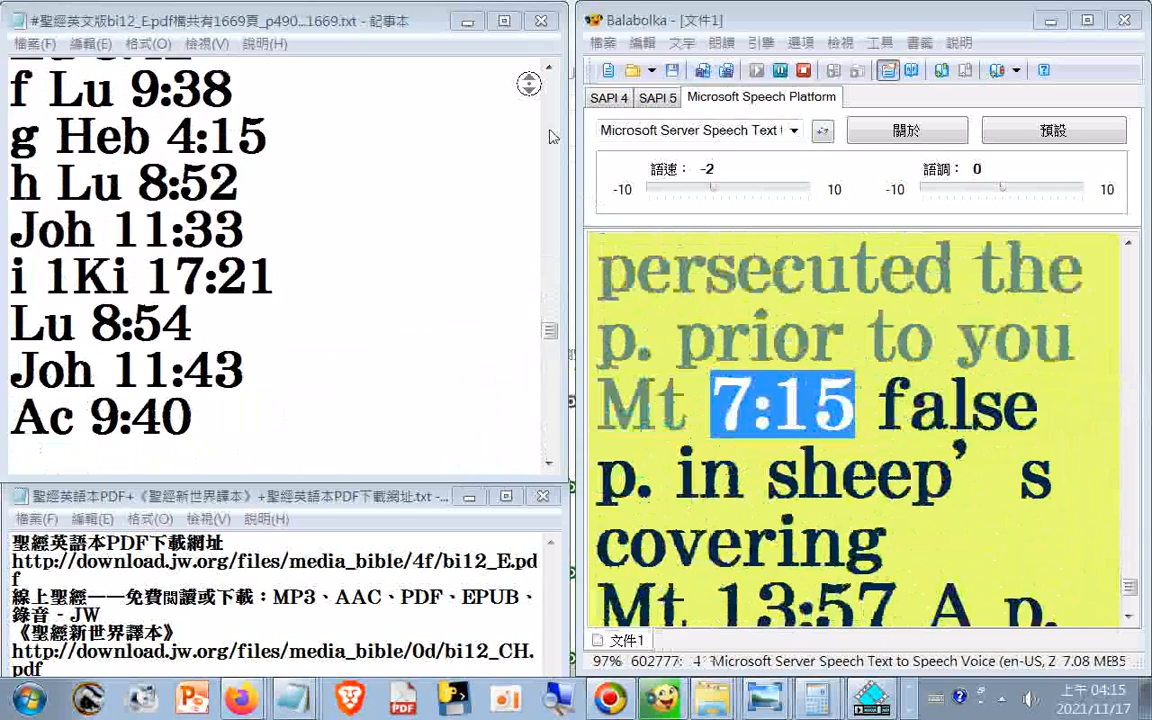 #聖經英文版bi12_E.pdf檔共有1669頁_p490...1669.txt - 記事本
檔案(F) 編輯(E) 格式(O) 檢視(V) 說明(H)
f Lu 9:38
g Heb 4:15
h Lu 8:52
Joh 11:33
i 1Ki 17:21
Lu 8:54
Joh 11:43
Ac 9:40
聖經英語本PDF+《聖經新世界譯本》+聖經英語本PDF下載網址.txt - ...
檔案(F) 編輯(E) 格式(O) 檢視(V) 說明(H)
聖經英語本PDF下載網址
http://download.jw.org/files/media_bible/4f/bi12_E.pd
f
線上聖經——免費閱讀或下載：MP3、AAC、PDF、EPUB、
錄音 - JW
《聖經新世界譯本》
http://download.jw.org/files/media_bible/0d/bi12_CH.
pdf
Balabolka - [文件1]
檔案 編輯 文字 朗讀 引擎 選項 檢視 工具 書籤 說明
SAPI 4 SAPI 5 Microsoft Speech Platform
Microsoft Server Speech Text 關於 預設
語速： -2 語調： 0
-10 10 -10 10
persecuted the
p. prior to you
Mt 7:15 false
p. in sheep’s
covering
Mt 13:57 A p.
文件1
97% 602777: Microsoft Server Speech Text to Speech Voice (en-US, Z 7.08 MB
PDF
上午 04:15
2021/11/17